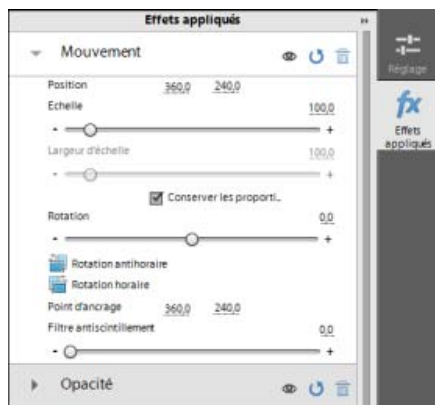 Effets appliqués
Mouvement
Position 360,0 240,0
Echelle 100,0
Largeur d'échelle 100,0
Conserver les proporti..
Rotation 0,0
Rotation antihoraire
Rotation horaire
Point d'ancrage 360,0 240,0
Filtre antiscintillement 0,0
Opacité
Réglage
fx
Effets
appliqués